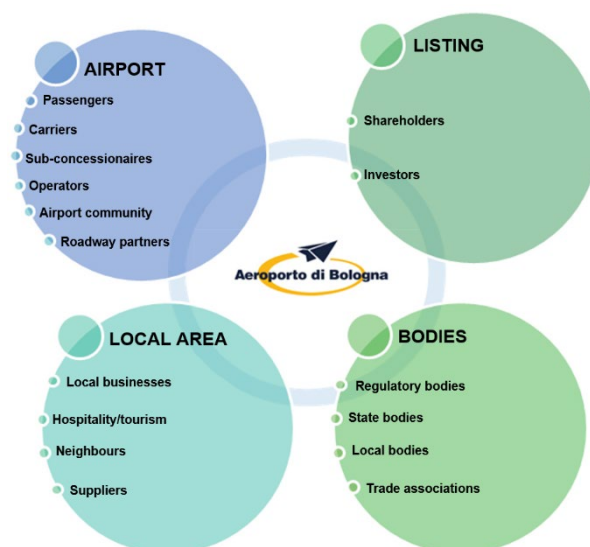 AIRPORT
Passengers
Carriers
Sub-concessionaires
Operators
Airport community
Roadway partners
LISTING
Shareholders
Investors
Aeroporto di Bologna
LOCAL AREA
Local businesses
Hospitality/tourism
Neighbours
Suppliers
BODIES
Regulatory bodies
State bodies
Local bodies
Trade associations